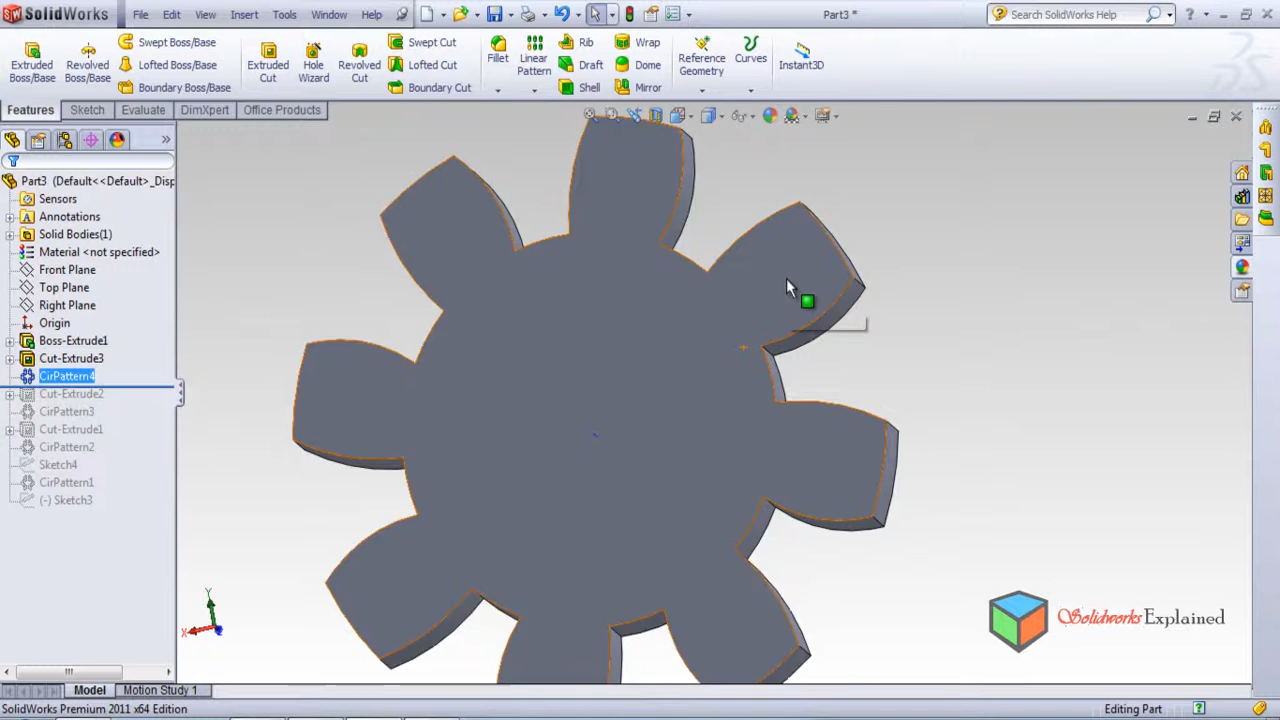 SolidWorks
File Edit View Insert Tools Window Help
Part3 *
Search SolidWorks Help
Extruded Boss/Base
Revolved Boss/Base
Swept Boss/Base
Lofted Boss/Base
Boundary Boss/Base
Extruded Cut
Hole Wizard
Revolved Cut
Swept Cut
Lofted Cut
Boundary Cut
Fillet
Linear Pattern
Rib
Draft
Shell
Wrap
Dome
Mirror
Reference Geometry
Curves
Instant3D
Features Sketch Evaluate DimXpert Office Products
Part3 (Default<<Default>_Disp
Sensors
Annotations
Solid Bodies(1)
Material <not specified>
Front Plane
Top Plane
Right Plane
Origin
Boss-Extrude1
Cut-Extrude3
CirPattern4
Cut-Extrude2
CirPattern3
Cut-Extrude1
CirPattern2
Sketch4
CirPattern1
(-) Sketch3
Y
X
Solidworks Explained
Model Motion Study 1
SolidWorks Premium 2011 x64 Edition
Editing Part